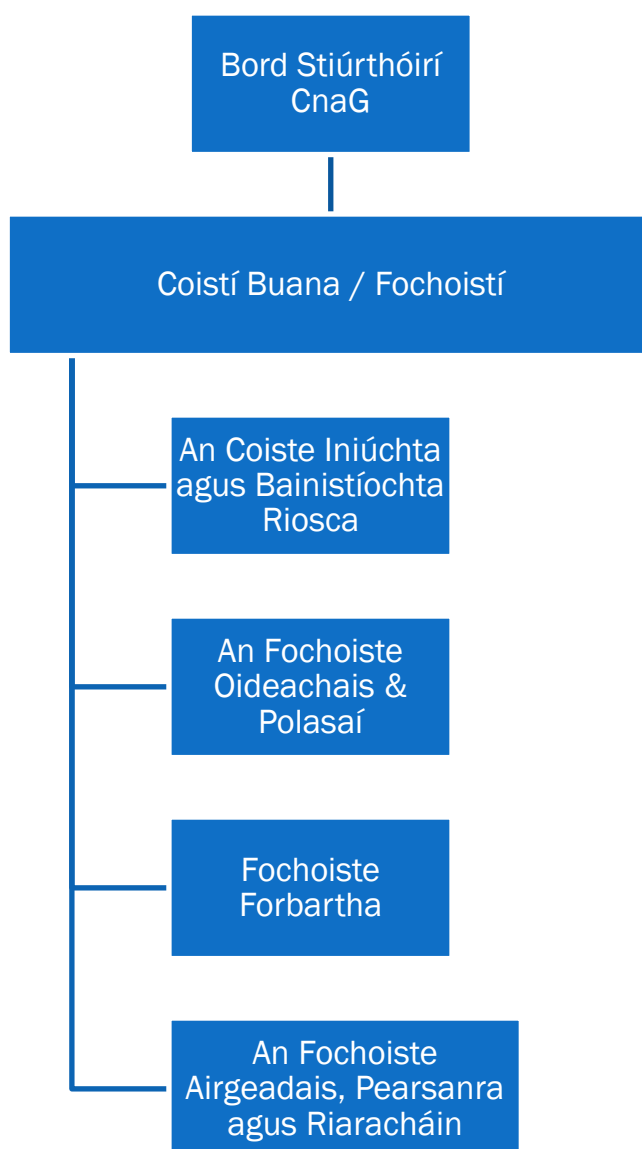 Bord Stiúrthóirí
CnaG
Coistí Buana / Fochoistí
An Coiste Iniúchta
agus Bainistíochta
Riosca
An Fochoiste
Oideachais &
Polasaí
Fochoiste
Forbartha
An Fochoiste
Airgeadais, Pearsanra
agus Riaracháin